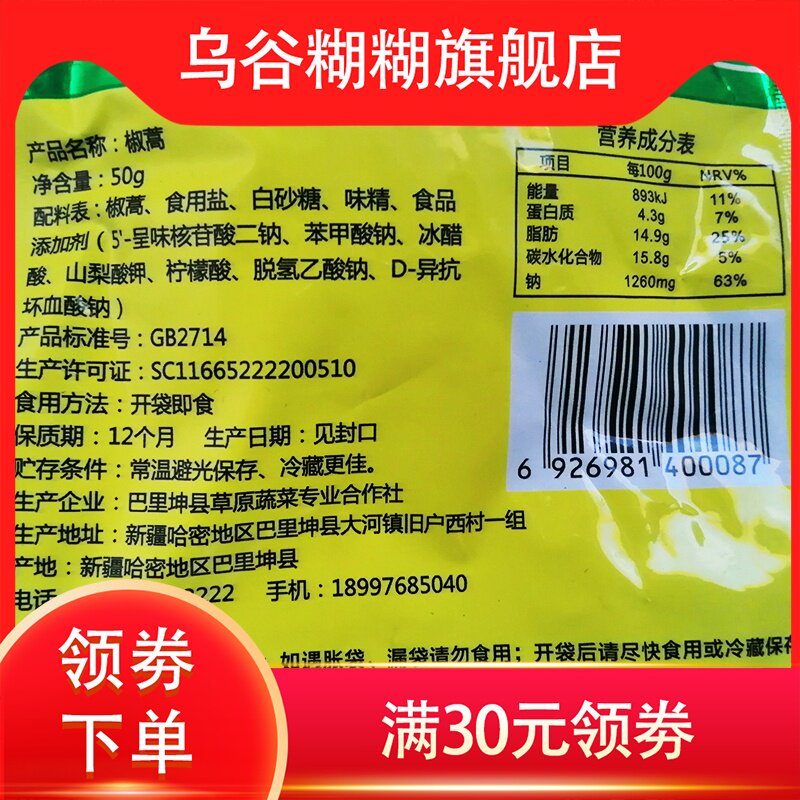 乌谷糊糊旗舰店
产品名称：椒蒿
净含量：50g
配料表：椒蒿、食用盐、白砂糖、味精、食品
添加剂（5'-呈味核苷酸二钠、苯甲酸钠、冰醋
酸、山梨酸钾、柠檬酸、脱氢乙酸钠、D-异抗
坏血酸钠）
产品标准号：GB2714
生产许可证：SC11665222200510
食用方法：开袋即食
保质期：12个月 生产日期：见封口
贮存条件：常温避光保存、冷藏更佳。
生产企业：巴里坤县草原蔬菜专业合作社
生产地址：新疆哈密地区巴里坤县大河镇旧户西村一组
产地：新疆哈密地区巴里坤县
电话 2222 手机：18997685040
如遇胀袋、漏袋请勿食用；开袋后请尽快食用或冷藏保存
营养成分表
项目 每100g NRV%
能量 893kJ 11%
蛋白质 4.3g 7%
脂肪 14.9g 25%
碳水化合物 15.8g 5%
钠 1260mg 63%
6 926981 400087
领劵
下单
满30元领劵